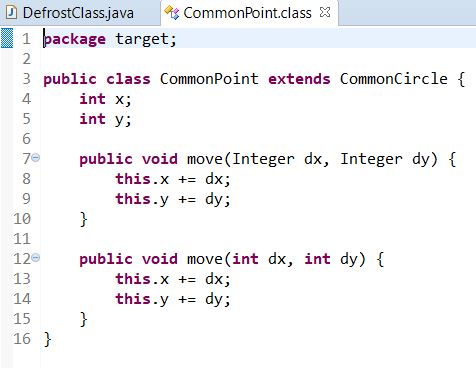 DefrostClass.java CommonPoint.class
1 package target;
2
3 public class CommonPoint extends CommonCircle {
4     int x;
5     int y;
6
7     public void move(Integer dx, Integer dy) {
8         this.x += dx;
9         this.y += dy;
10     }
11
12     public void move(int dx, int dy) {
13         this.x += dx;
14         this.y += dy;
15     }
16 }